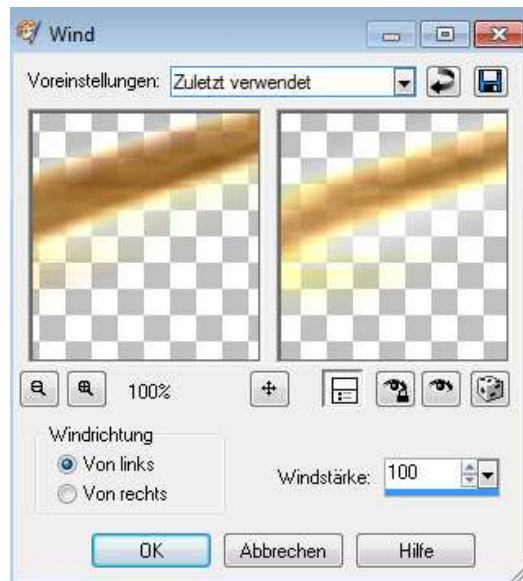 Wind
Voreinstellungen: Zuletzt verwendet
100%
Windrichtung
Von links
Von rechts
Windstärke: 100
OK Abbrechen Hilfe